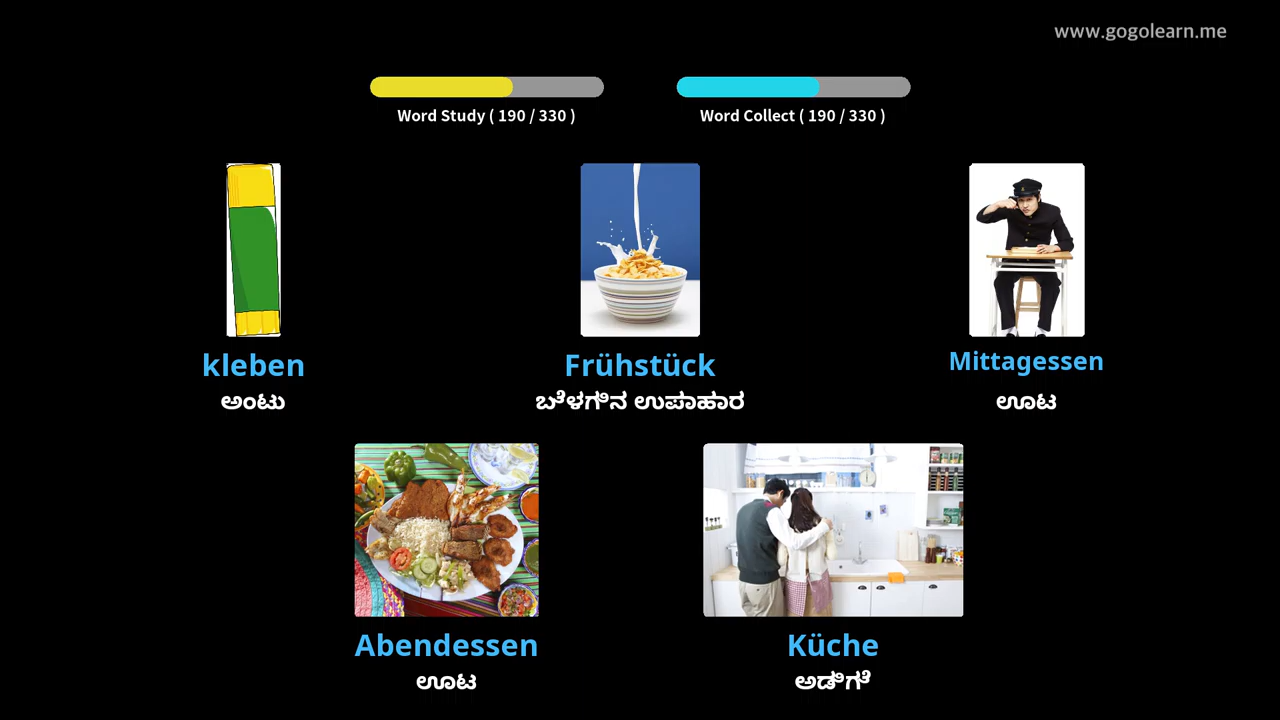 www.gogolearn.me
Word Study ( 190 / 330 )
Word Collect ( 190 / 330 )
kleben
ಅಂಟು
Frühstück
ಬೆಳಗಿನ ಉಪಾಹಾರ
Mittagessen
ಊಟ
Abendessen
ಊಟ
Küche
ಅಡಿಗೆ